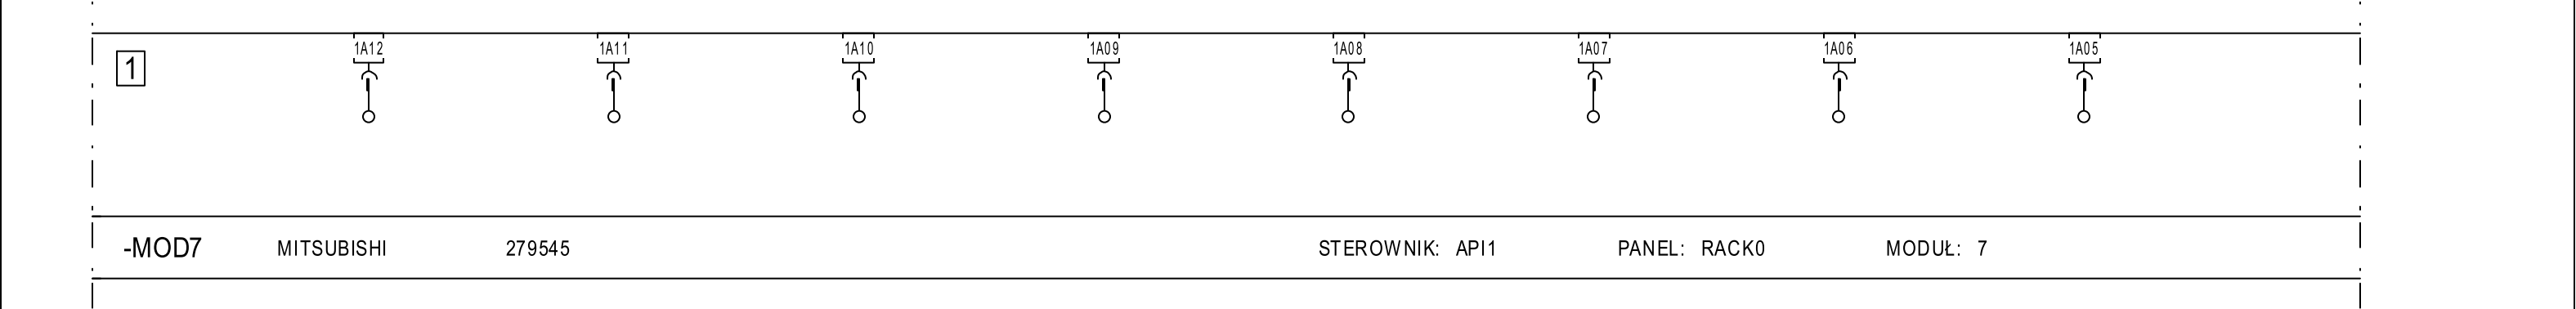 1A12 1A11 1A10 1A09 1A08 1A07 1A06 1A05
1
-MOD7 MITSUBISHI 279545 STEROWNIK: API1 PANEL: RACK0 MODUŁ: 7